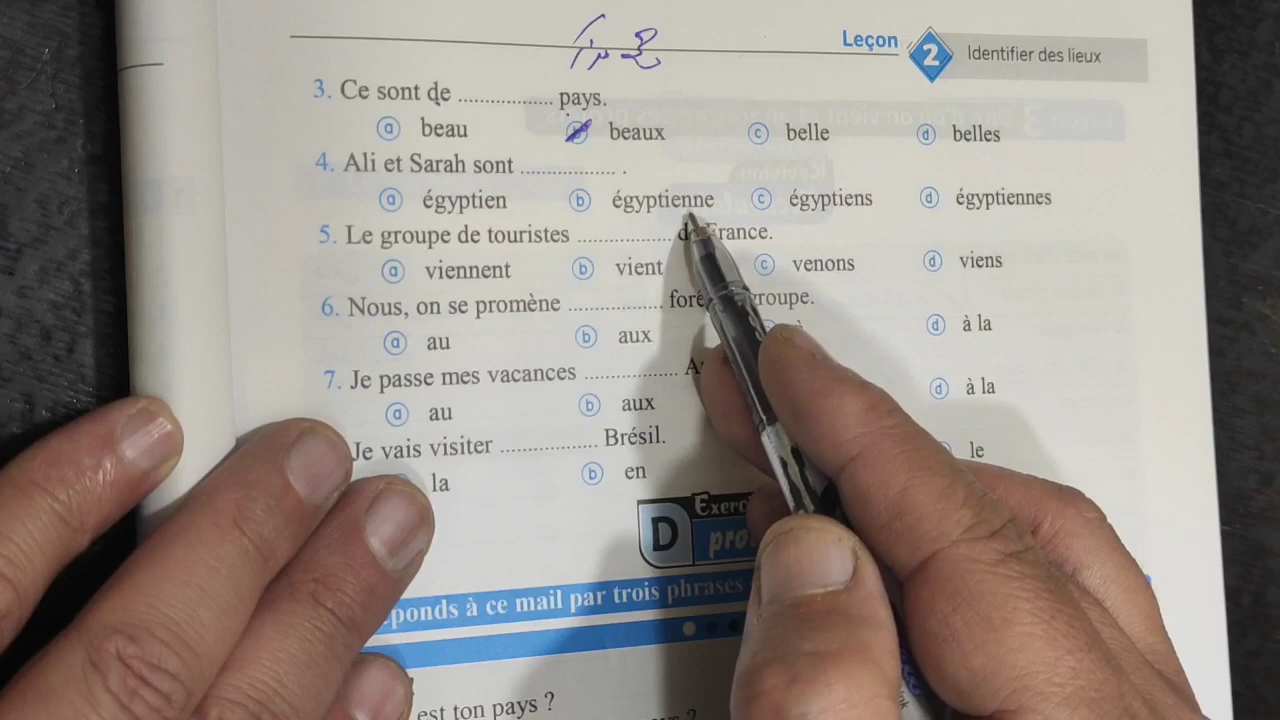 Leçon 2 Identifier des lieux
3. Ce sont de .................. pays.
a beau b beaux c belle d belles
4. Ali et Sarah sont .................. .
a égyptien b égyptienne c égyptiens d égyptiennes
5. Le groupe de touristes .................. de France.
a viennent b vient c venons d viens
6. Nous, on se promène .................. groupe.
a au b aux d à la
7. Je passe mes vacances ..................
a au b aux d à la
Je vais visiter .................. Brésil.
la b en le
D
ponds à ce mail par trois phrases
est ton pays ?